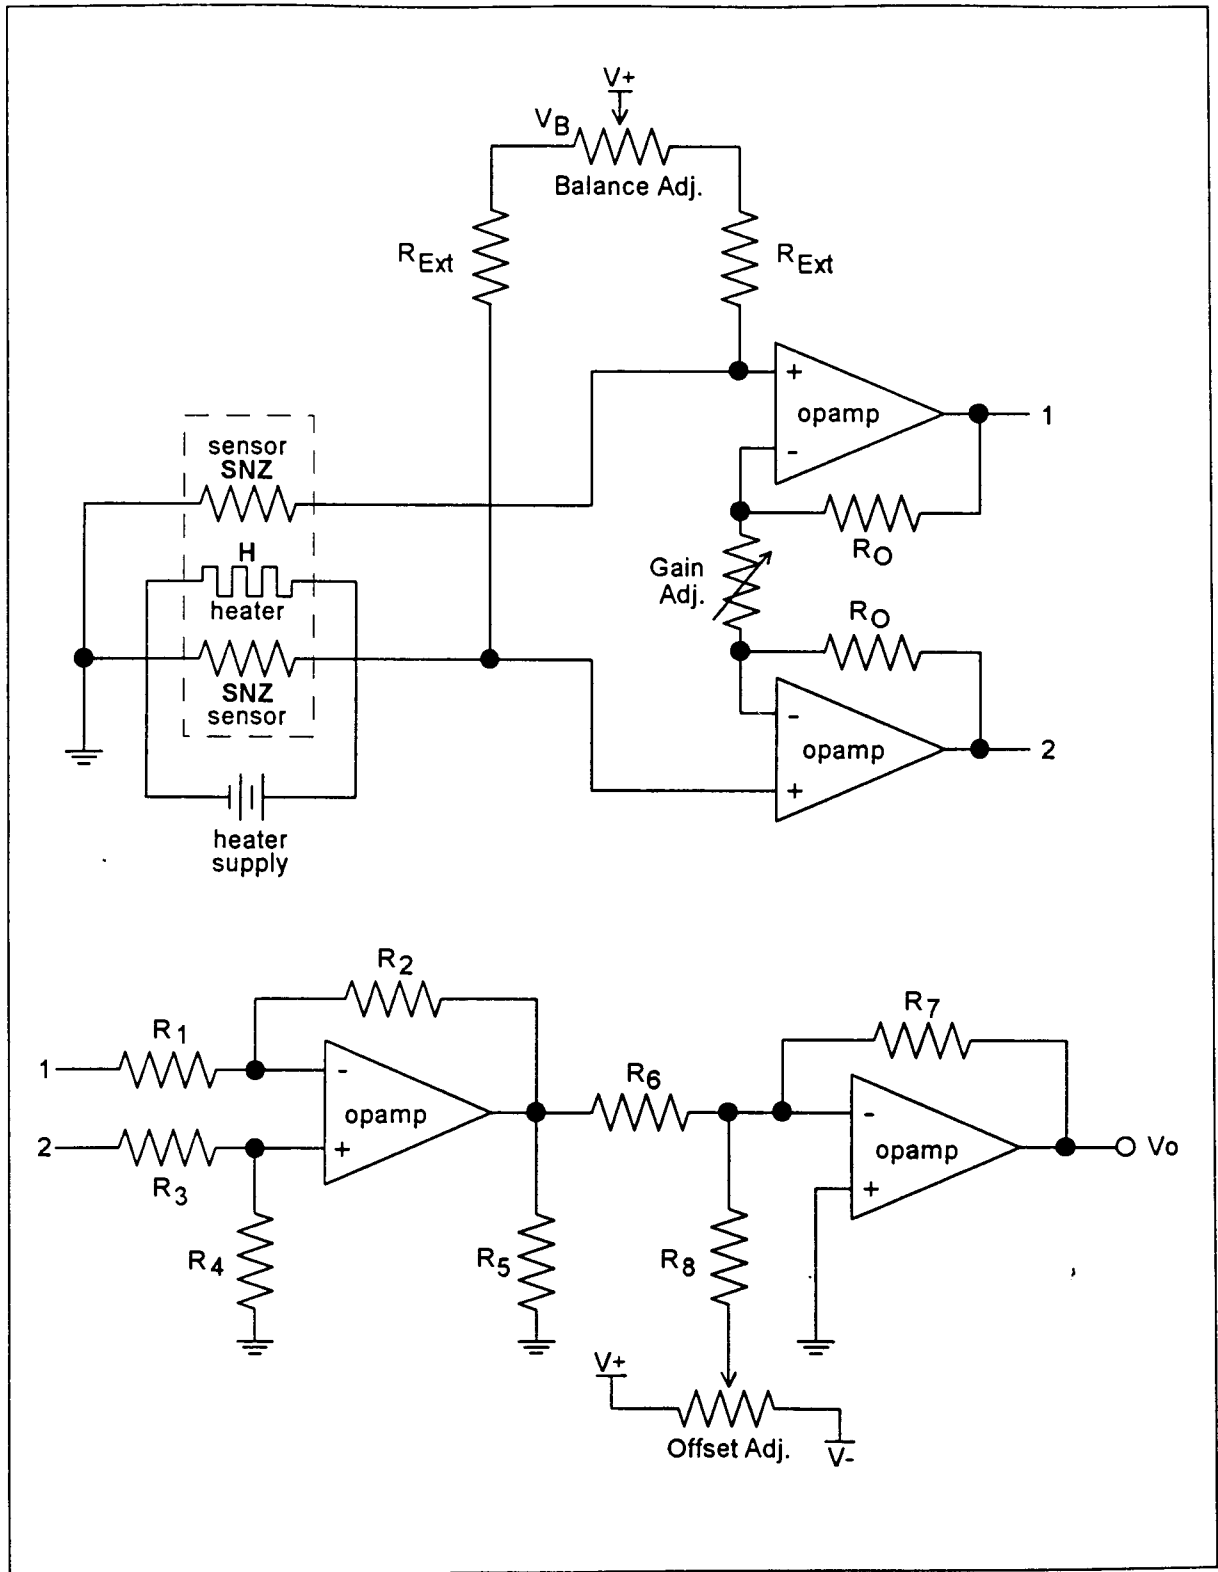 V+
VB
Balance Adj.
RExt
RExt
+
opamp
1
-
sensor
SNZ
RO
H
Gain
Adj.
heater
RO
SNZ
sensor
-
opamp
2
+
heater
supply
R2
R7
R1
1
-
R6
opamp
-
2
+
opamp
Vo
R3
+
R4
R5
R8
V+
Offset Adj.
V-